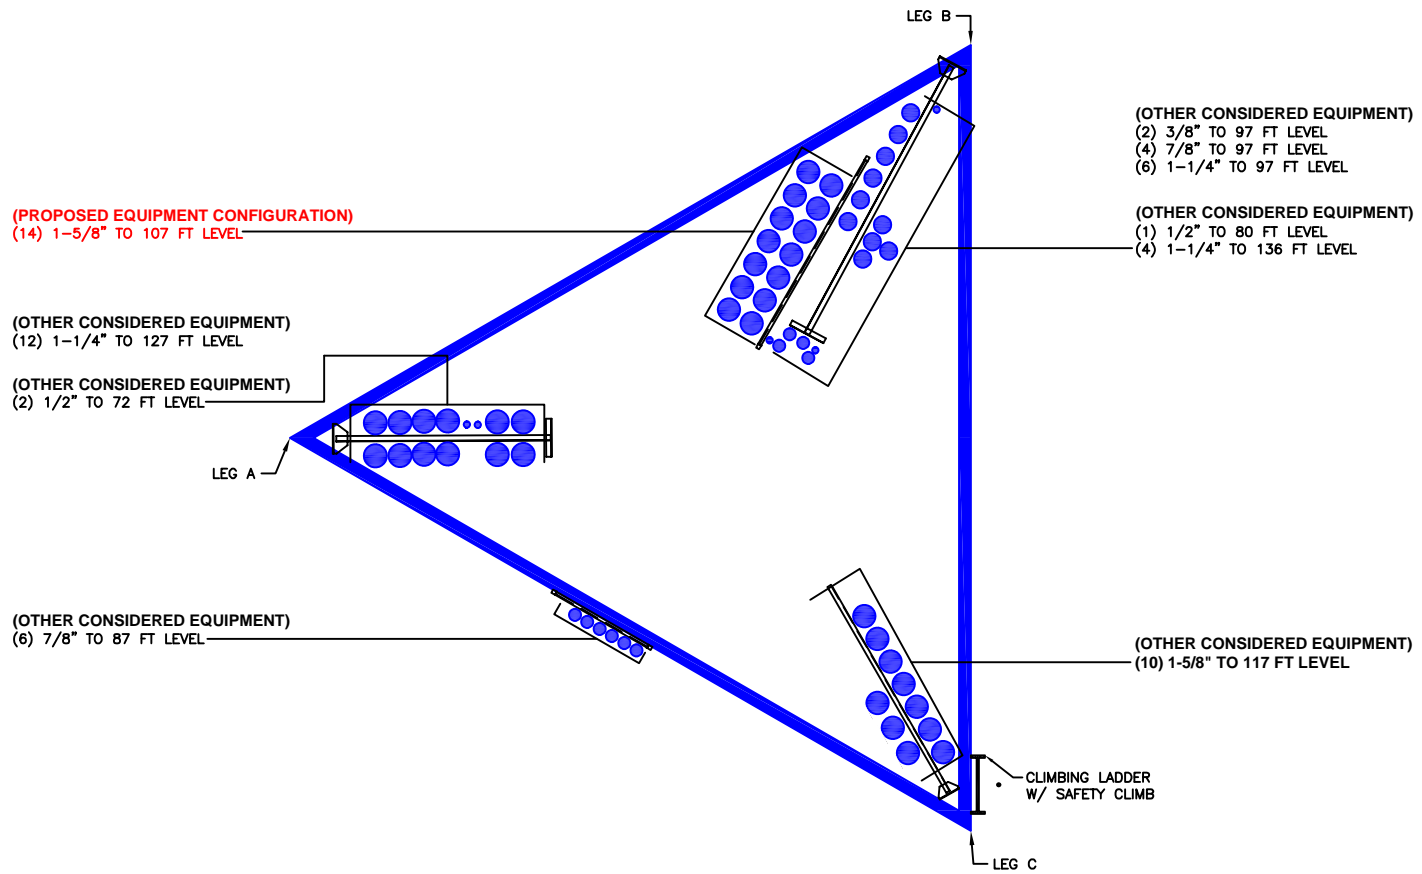 LEG B
(OTHER CONSIDERED EQUIPMENT)
(2) 3/8" TO 97 FT LEVEL
(4) 7/8" TO 97 FT LEVEL
(6) 1-1/4" TO 97 FT LEVEL
(PROPOSED EQUIPMENT CONFIGURATION)
(14) 1-5/8" TO 107 FT LEVEL
(OTHER CONSIDERED EQUIPMENT)
(1) 1/2" TO 80 FT LEVEL
(4) 1-1/4" TO 136 FT LEVEL
(OTHER CONSIDERED EQUIPMENT)
(12) 1-1/4" TO 127 FT LEVEL
(OTHER CONSIDERED EQUIPMENT)
(2) 1/2" TO 72 FT LEVEL
LEG A
(OTHER CONSIDERED EQUIPMENT)
(6) 7/8" TO 87 FT LEVEL
(OTHER CONSIDERED EQUIPMENT)
(10) 1-5/8" TO 117 FT LEVEL
CLIMBING LADDER
W/ SAFETY CLIMB
LEG C